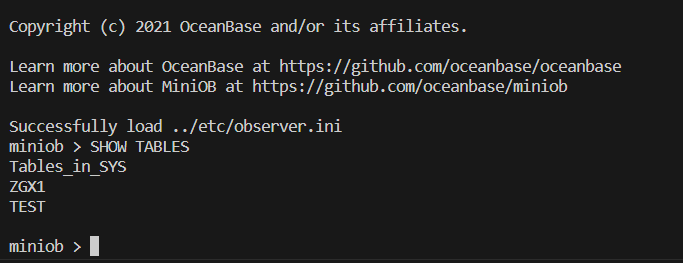 Copyright (c) 2021 OceanBase and/or its affiliates.
Learn more about OceanBase at https://github.com/oceanbase/oceanbase
Learn more about MiniOB at https://github.com/oceanbase/miniob
Successfully load ../etc/observer.ini
miniob > SHOW TABLES
Tables_in_SYS
ZGX1
TEST
miniob >